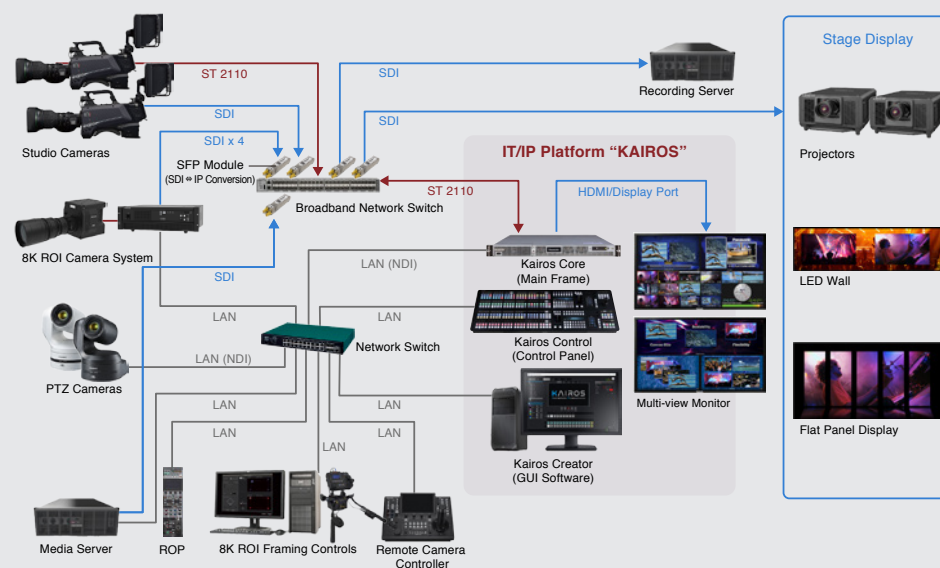 Stage Display
ST 2110
SDI
Recording Server
SDI
SDI
Studio Cameras
SDI x 4
SFP Module
(SDI ⇔ IP Conversion)
IT/IP Platform “KAIROS”
Projectors
ST 2110
HDMI/Display Port
Broadband Network Switch
8K ROI Camera System
SDI
LAN (NDI)
Kairos Core
(Main Frame)
LED Wall
LAN
LAN
Network Switch
Kairos Control
(Control Panel)
LAN (NDI)
PTZ Cameras
KAIROS
Multi-view Monitor
LAN
LAN
Flat Panel Display
LAN
LAN
LAN
Kairos Creator
(GUI Software)
Media Server
ROP
8K ROI Framing Controls
Remote Camera
Controller